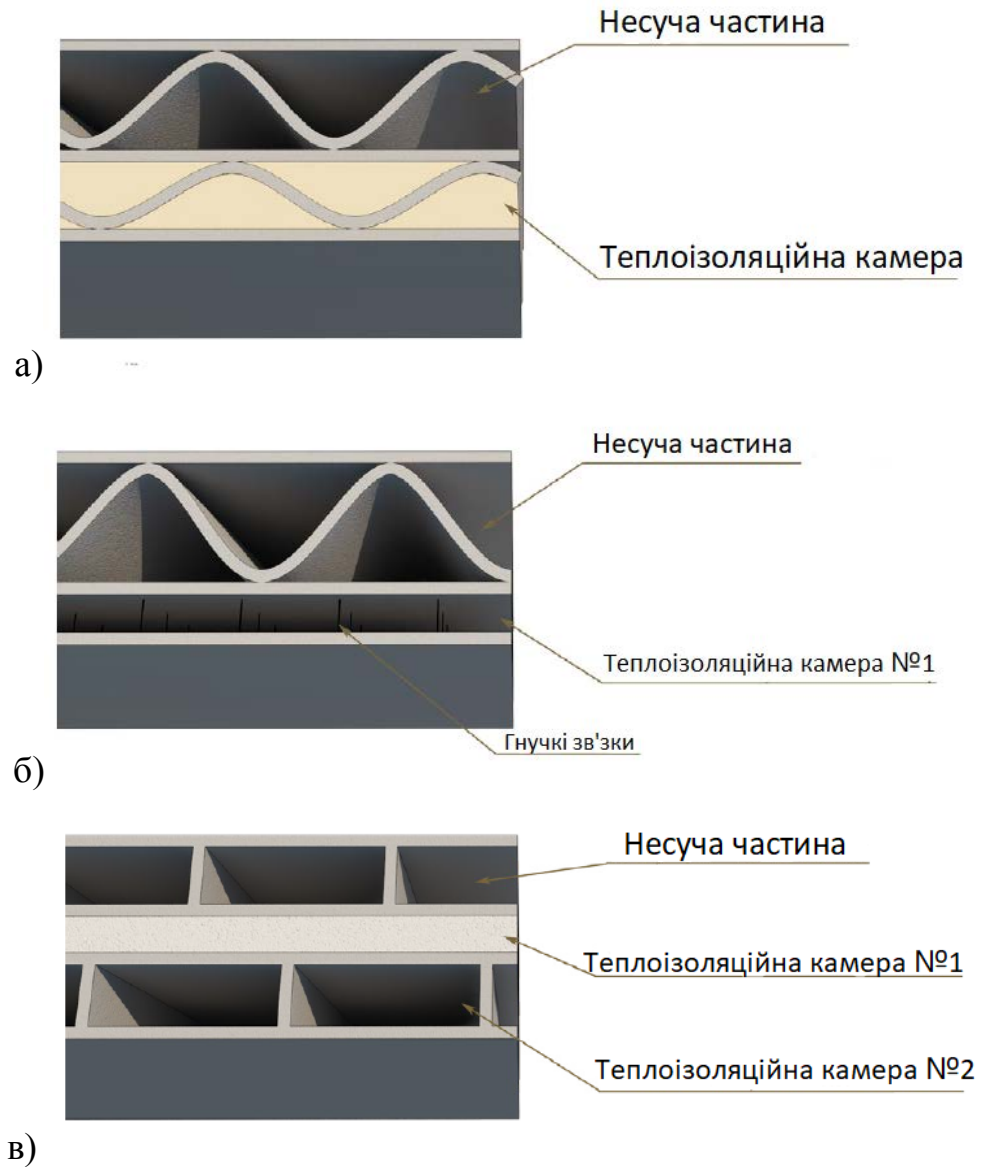 Несуча частина
Теплоізоляційна камера
а)
Несуча частина
Теплоізоляційна камера №1
Гнучкі зв'зки
б)
Несуча частина
Теплоізоляційна камера №1
Теплоізоляційна камера №2
в)